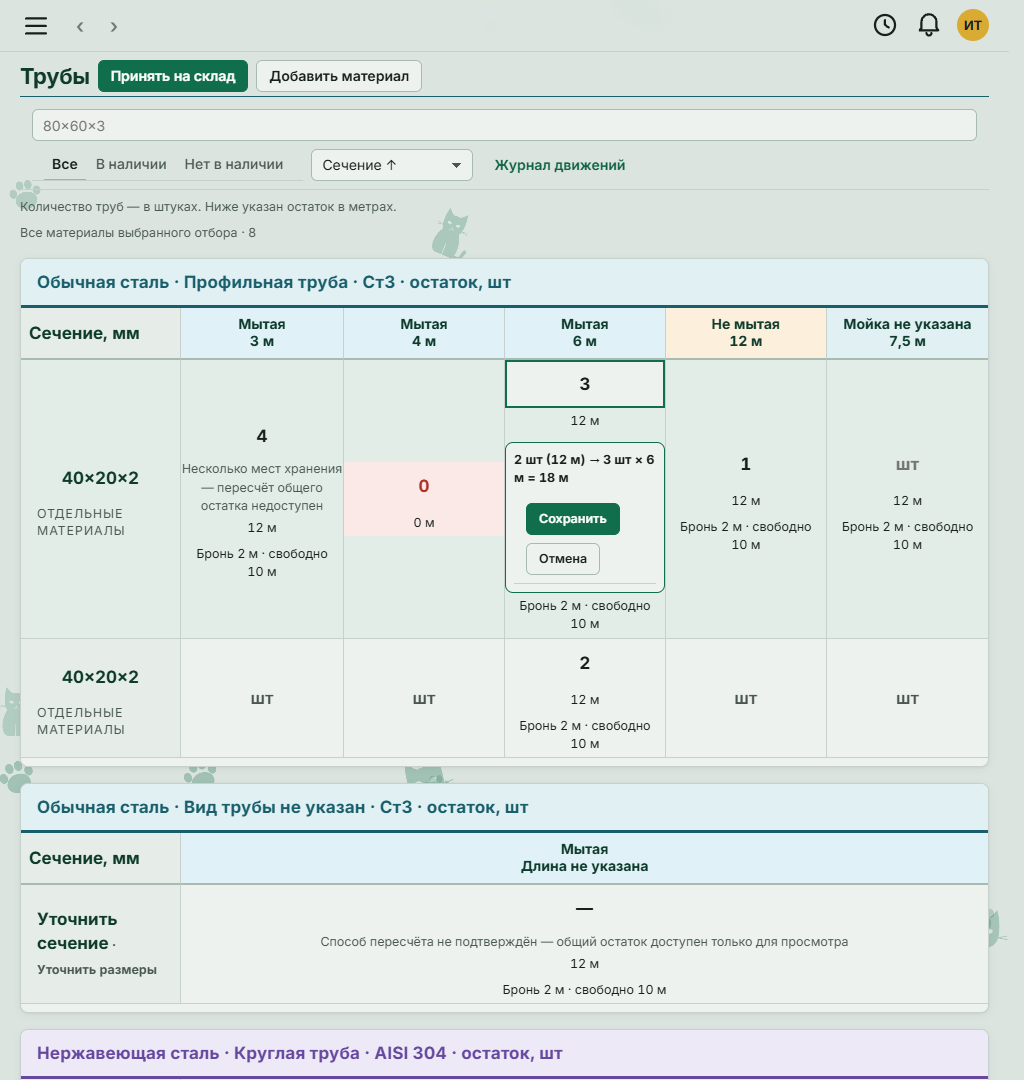 ИТ
Трубы
Принять на склад
Добавить материал
80×60×3
Все
В наличии
Нет в наличии
Сечение ↑
Журнал движений
Количество труб — в штуках. Ниже указан остаток в метрах.
Все материалы выбранного отбора · 8
Обычная сталь · Профильная труба · Ст3 · остаток, шт
Сечение, мм
Мытая
3 м
Мытая
4 м
Мытая
6 м
Не мытая
12 м
Мойка не указана
7,5 м
40×20×2
ОТДЕЛЬНЫЕ
МАТЕРИАЛЫ
4
Несколько мест хранения
— пересчёт общего
остатка недоступен
12 м
Бронь 2 м · свободно
10 м
0
0 м
3
12 м
2 шт (12 м) → 3 шт × 6
м = 18 м
Сохранить
Отмена
Бронь 2 м · свободно
10 м
1
12 м
Бронь 2 м · свободно
10 м
шт
12 м
Бронь 2 м · свободно
10 м
40×20×2
ОТДЕЛЬНЫЕ
МАТЕРИАЛЫ
шт
шт
2
12 м
Бронь 2 м · свободно
10 м
шт
шт
Обычная сталь · Вид трубы не указан · Ст3 · остаток, шт
Сечение, мм
Мытая
Длина не указана
Уточнить
сечение ·
Уточнить размеры
—
Способ пересчёта не подтверждён — общий остаток доступен только для просмотра
12 м
Бронь 2 м · свободно 10 м
Нержавеющая сталь · Круглая труба · AISI 304 · остаток, шт